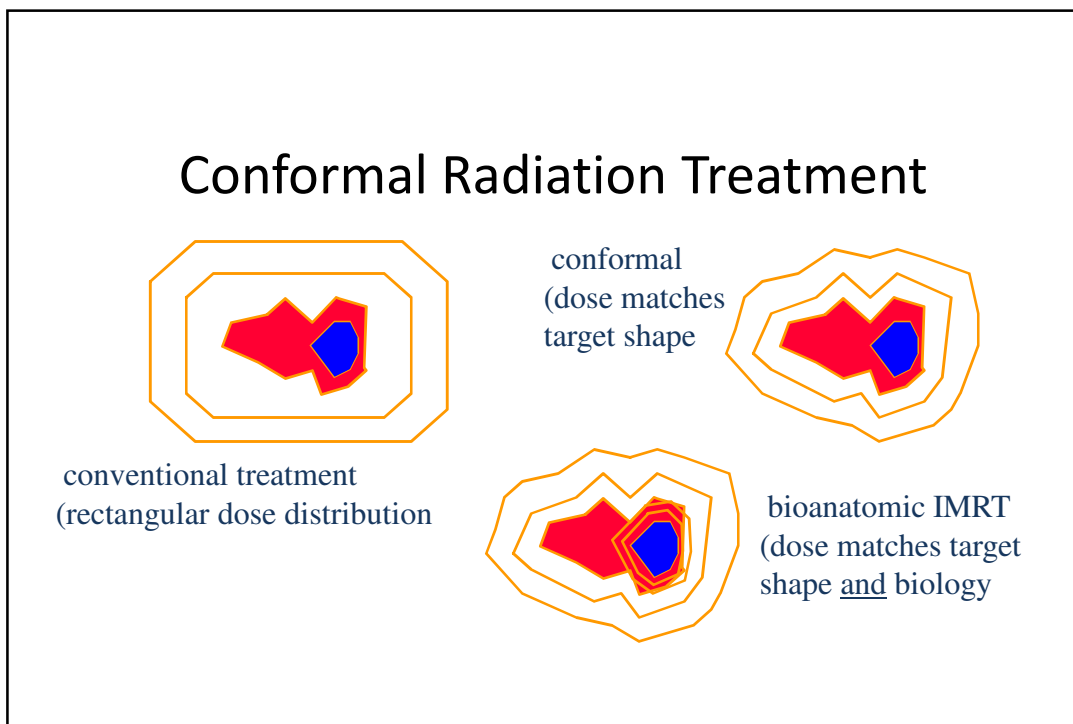 Conformal Radiation Treatment
conformal
(dose matches
target shape
conventional treatment
(rectangular dose distribution
bioanatomic IMRT
(dose matches target
shape and biology